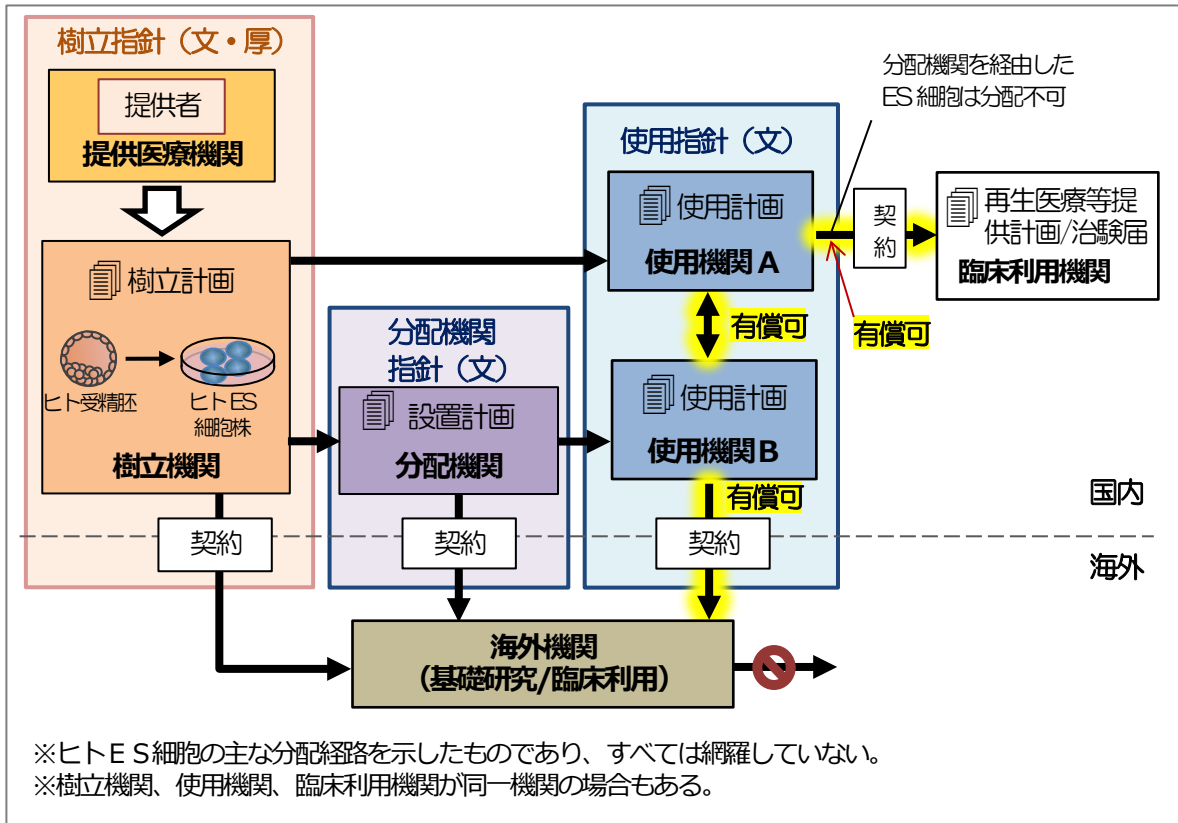 樹立指針（文・厚）
提供者
提供医療機関
樹立計画
ヒト受精胚
ヒトES
細胞株
樹立機関
契約
分配機関
指針（文）
設置計画
分配機関
契約
使用指針（文）
使用計画
使用機関A
有償可
使用計画
使用機関B
有償可
契約
分配機関を経由した
ES細胞は分配不可
契約
有償可
再生医療等提
供計画/治験届
臨床利用機関
国内
海外
海外機関
（基礎研究/臨床利用）
※ヒトＥＳ細胞の主な分配経路を示したものであり、すべては網羅していない。
※樹立機関、使用機関、臨床利用機関が同一機関の場合もある。